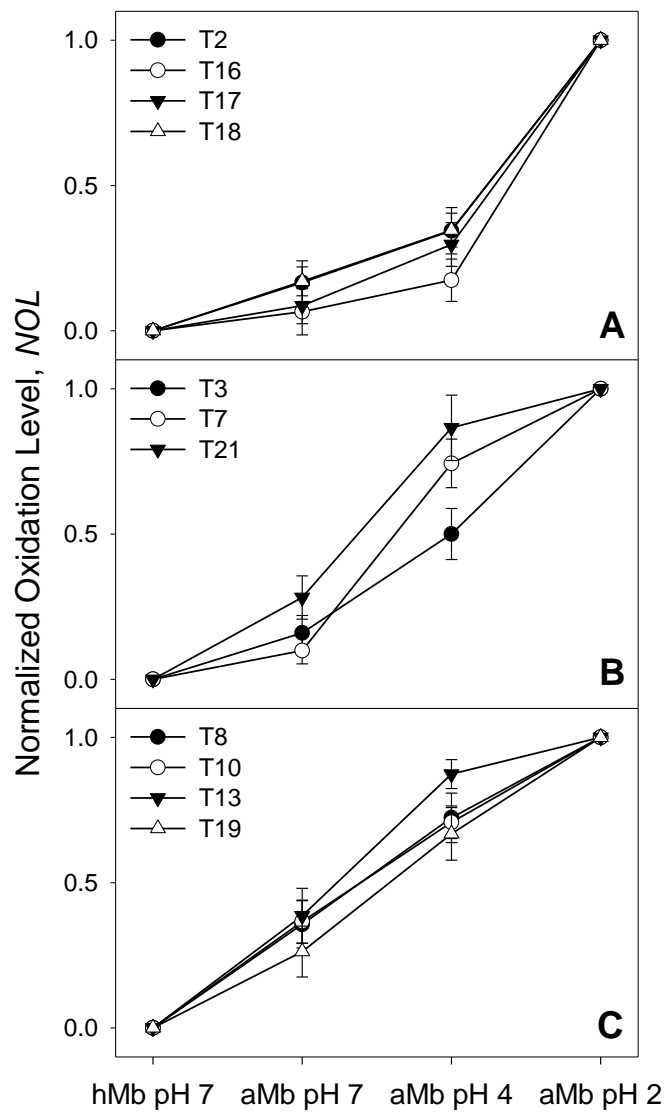 Normalized Oxidation Level, NOL
1.0
0.5
0.0
T2
T16
T17
T18
A
1.0
0.5
0.0
T3
T7
T21
B
1.0
0.5
0.0
T8
T10
T13
T19
C
hMb pH 7 aMb pH 7 aMb pH 4 aMb pH 2